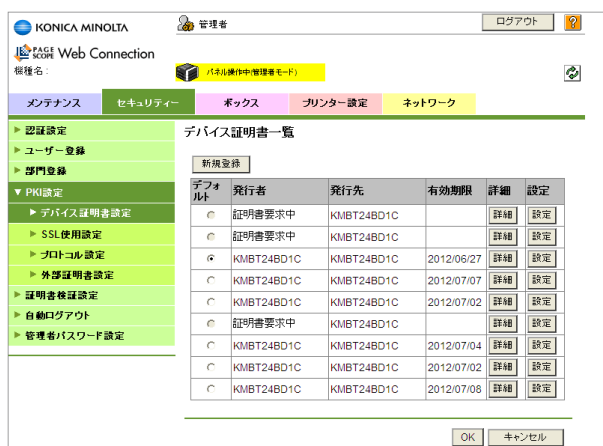 KONICA MINOLTA
管理者
ログアウト
?
PAGE SCOPE Web Connection
機種名:
パネル操作中(管理者モード)
メンテナンス
セキュリティー
ボックス
プリンター設定
ネットワーク
認証設定
ユーザー登録
部門登録
PKI設定
デバイス証明書設定
SSL使用設定
プロトコル設定
外部証明書設定
証明書検証設定
自動ログアウト
管理者パスワード設定
デバイス証明書一覧
新規登録
デフォルト 発行者 発行先 有効期限 詳細 設定
証明書要求中 KMBT24BD1C 詳細 設定
証明書要求中 KMBT24BD1C 詳細 設定
KMBT24BD1C KMBT24BD1C 2012/06/27 詳細 設定
KMBT24BD1C KMBT24BD1C 2012/07/07 詳細 設定
KMBT24BD1C KMBT24BD1C 2012/07/02 詳細 設定
証明書要求中 KMBT24BD1C 詳細 設定
KMBT24BD1C KMBT24BD1C 2012/07/04 詳細 設定
KMBT24BD1C KMBT24BD1C 2012/07/02 詳細 設定
KMBT24BD1C KMBT24BD1C 2012/07/08 詳細 設定
OK キャンセル